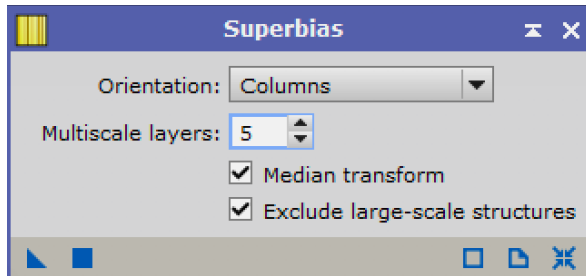 Superbias
Orientation: Columns
Multiscale layers: 5
Median transform
Exclude large-scale structures